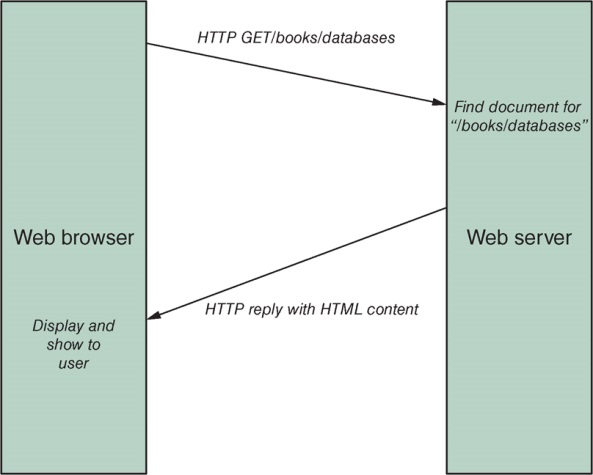 HTTP GET/books/databases
Find document for
“/books/databases”
Web browser
Web server
HTTP reply with HTML content
Display and
show to
user